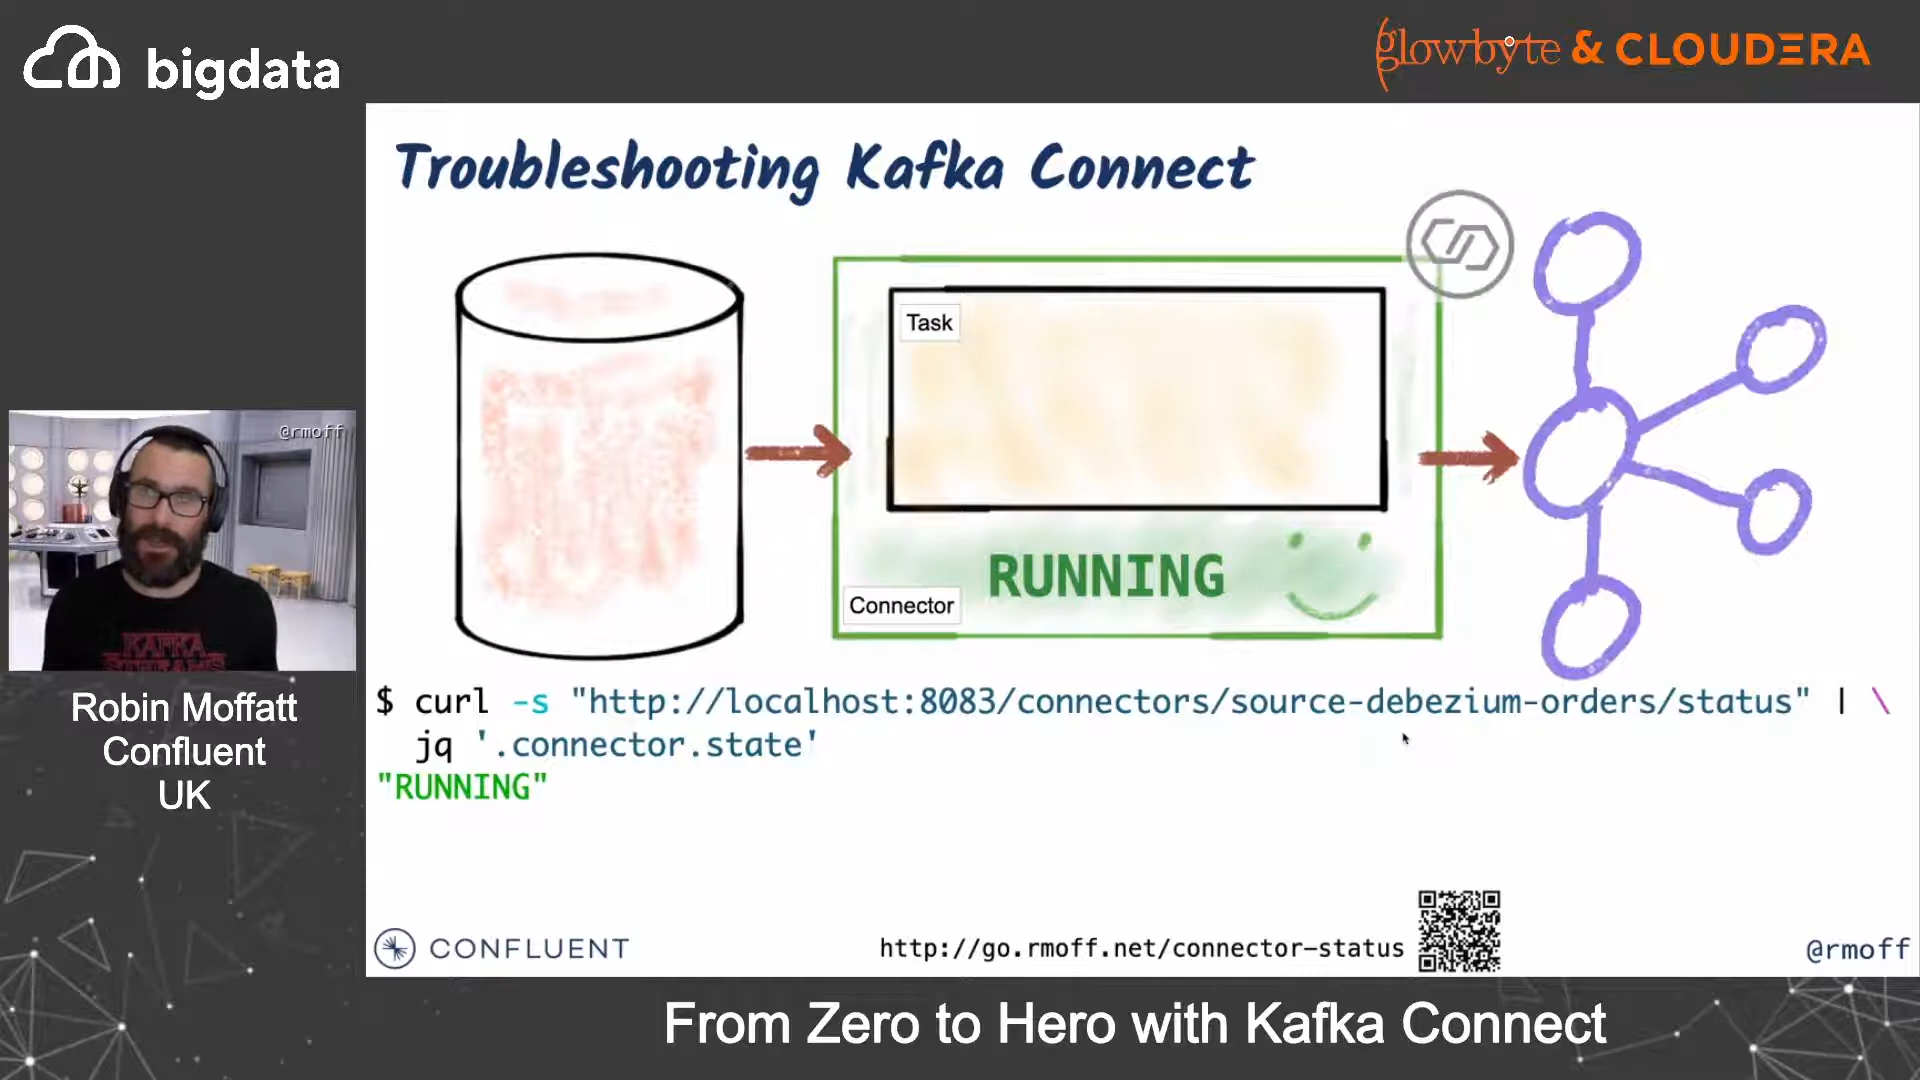 bigdata
glowbyte & CLOUDERA
Troubleshooting Kafka Connect
Task
RUNNING
Connector
@rmoff
KAFKA
STREAMS
Robin Moffatt
Confluent
UK
$ curl -s "http://localhost:8083/connectors/source-debezium-orders/status" | \
jq '.connector.state'
"RUNNING"
CONFLUENT
http://go.rmoff.net/connector-status
@rmoff
From Zero to Hero with Kafka Connect